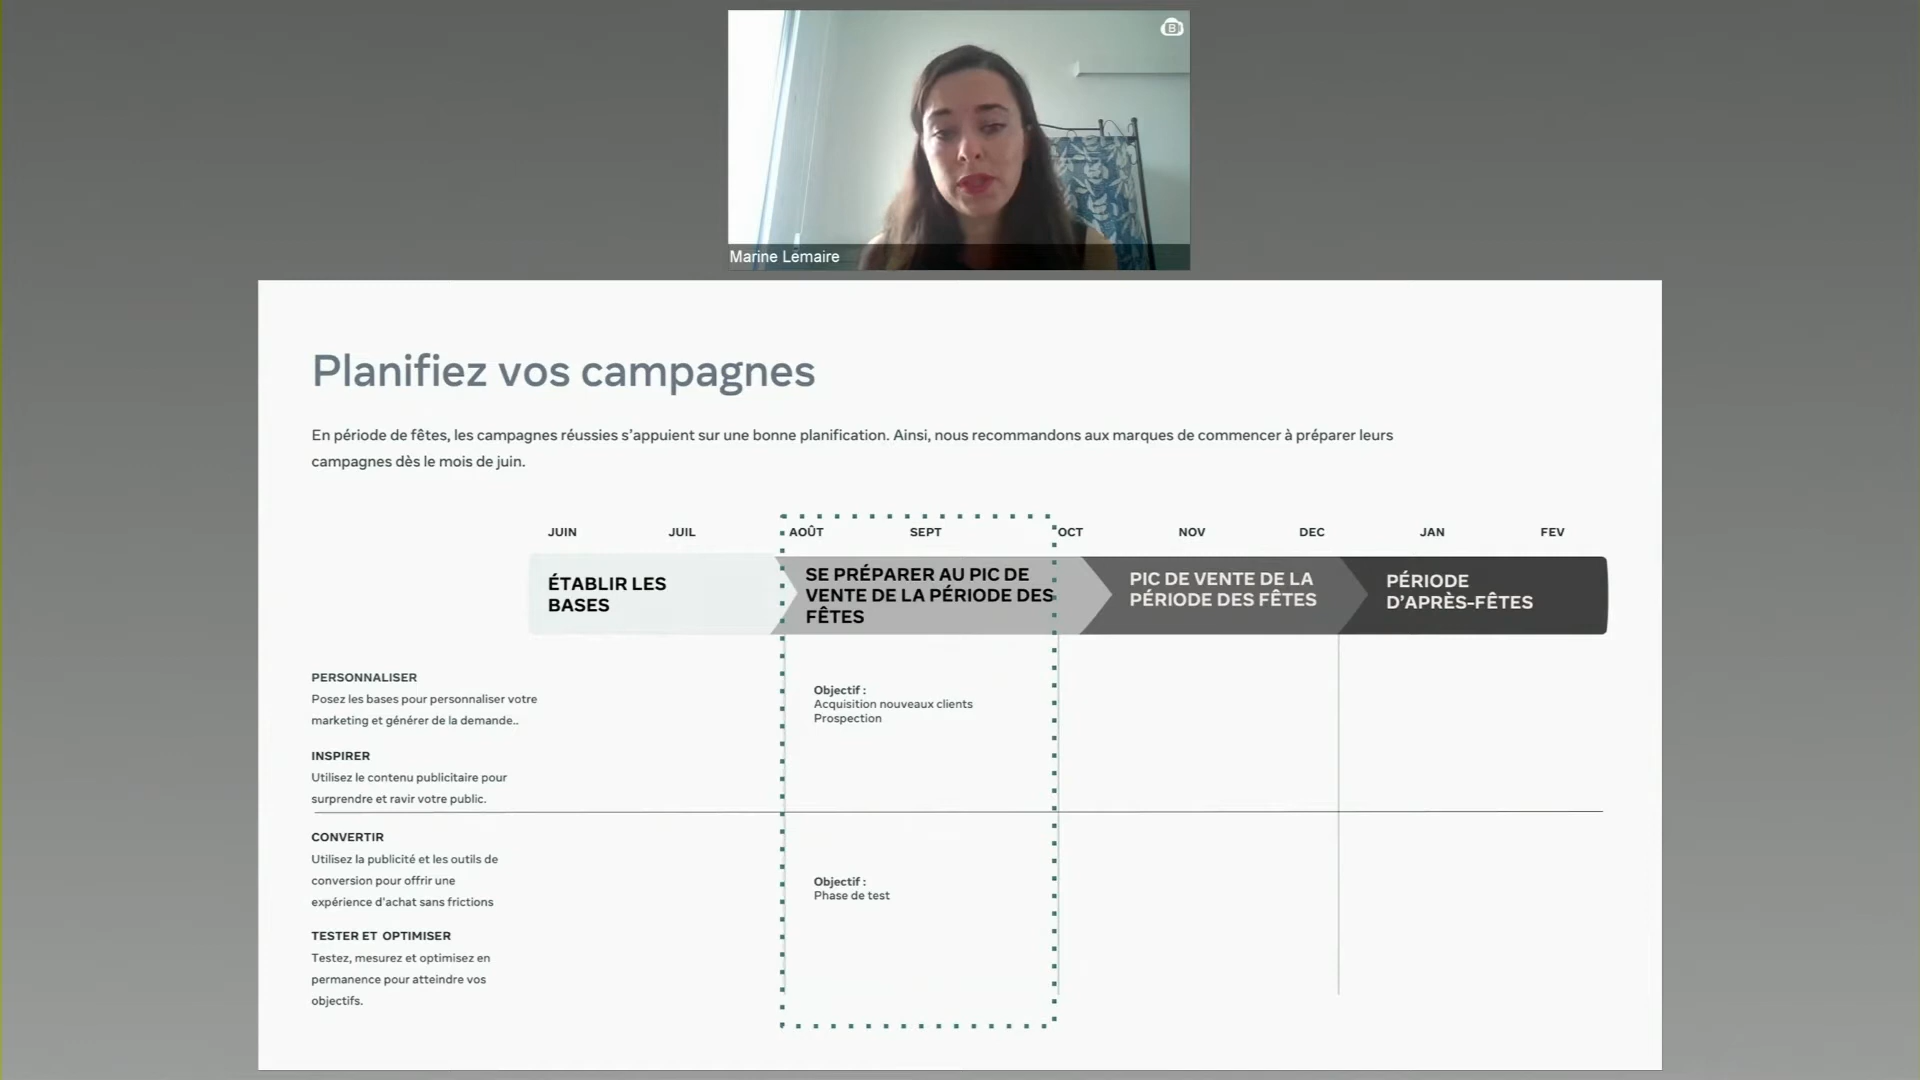 B
Marine Lemaire
Planifiez vos campagnes
En période de fêtes, les campagnes réussies s’appuient sur une bonne planification. Ainsi, nous recommandons aux marques de commencer à préparer leurs
campagnes dès le mois de juin.
JUIN JUIL AOÛT SEPT OCT NOV DEC JAN FEV
ÉTABLIR LES
BASES
SE PRÉPARER AU PIC DE
VENTE DE LA PÉRIODE DES
FÊTES
PIC DE VENTE DE LA
PÉRIODE DES FÊTES
PÉRIODE
D’APRÈS-FÊTES
PERSONNALISER
Posez les bases pour personnaliser votre
marketing et générer de la demande..
Objectif :
Acquisition nouveaux clients
Prospection
INSPIRER
Utilisez le contenu publicitaire pour
surprendre et ravir votre public.
CONVERTIR
Utilisez la publicité et les outils de
conversion pour offrir une
expérience d’achat sans frictions
Objectif :
Phase de test
TESTER ET OPTIMISER
Testez, mesurez et optimisez en
permanence pour atteindre vos
objectifs.